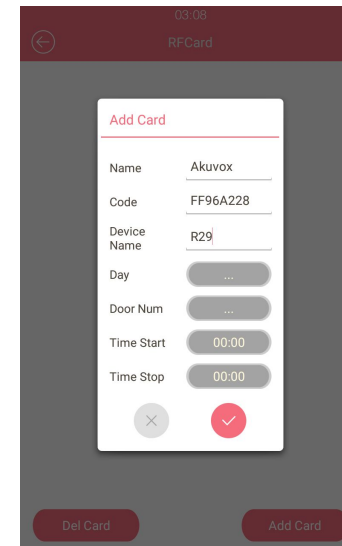 03:08
RFCard
Add Card
Name Akuvox
Code FF96A228
Device
Name R29
Day ...
Door Num ...
Time Start 00:00
Time Stop 00:00
Del Card Add Card